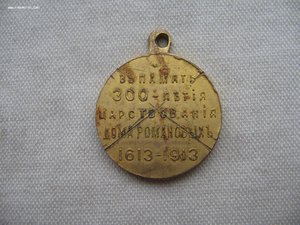 ВЪ ПАМЯТЬ
300-ЛѢТІЯ
ЦАРСТВОВАНІЯ
ДОМА РОМАНОВЫХЪ
1613-1913